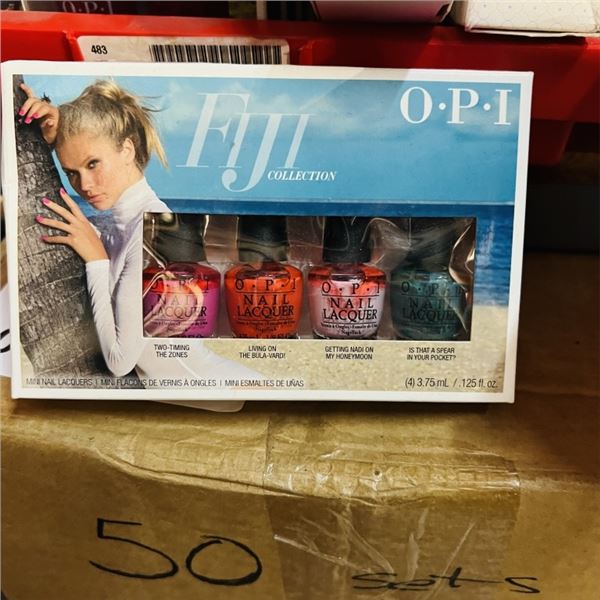 483
FIJI
COLLECTION
O·P·I
O·P·I O·P·I O·P·I O·P·I
NAIL NAIL NAIL NAIL
LACQUER LACQUER LACQUER LACQUER
TWO-TIMING
THE ZONES
LIVING ON
THE BULA-VARD!
GETTING NADI ON
MY HONEYMOON
IS THAT A SPEAR
IN YOUR POCKET?
MINI NAIL LACQUERS | MINI FLACONS DE VERNIS À ONGLES | MINI ESMALTES DE UÑAS
(4) 3.75 mL / .125 fl. oz.
50 sets